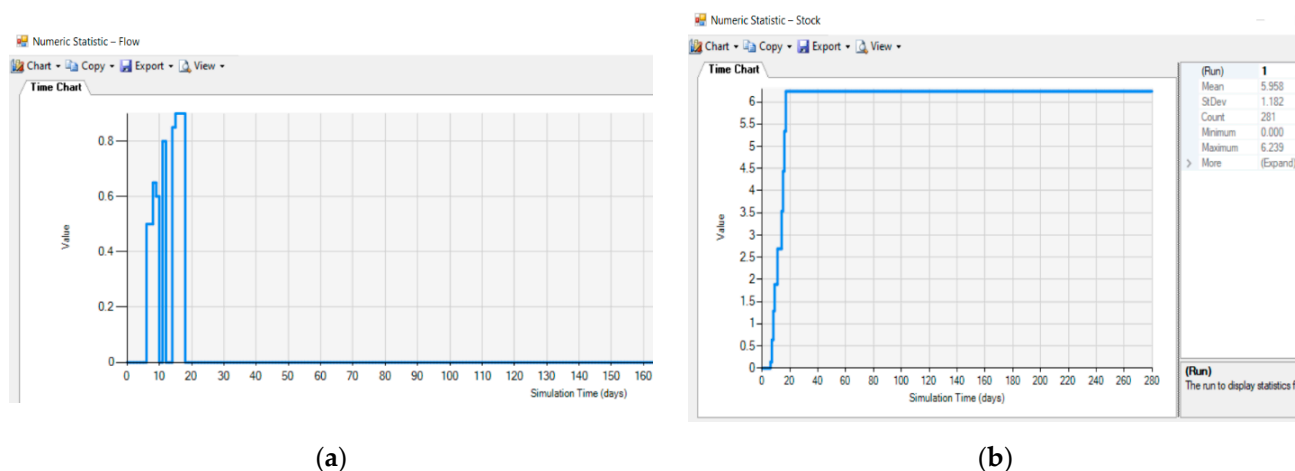 Numeric Statistic – Flow
Chart Copy Export View
Time Chart
0.8
0.6
0.4
0.2
0
Value
0 10 20 30 40 50 60 70 80 90 100 110 120 130 140 150 160
Simulation Time (days)
(a)
Numeric Statistic – Stock
Chart Copy Export View
Time Chart
6
5.5
5
4.5
4
3.5
3
2.5
2
1.5
1
0.5
0
Value
0 20 40 60 80 100 120 140 160 180 200 220 240 260 280
Simulation Time (days)
(Run) 1
Mean 5.958
StDev 1.182
Count 281
Minimum 0.000
Maximum 6.239
More (Expand)
(Run)
The run to display statistics f
(b)